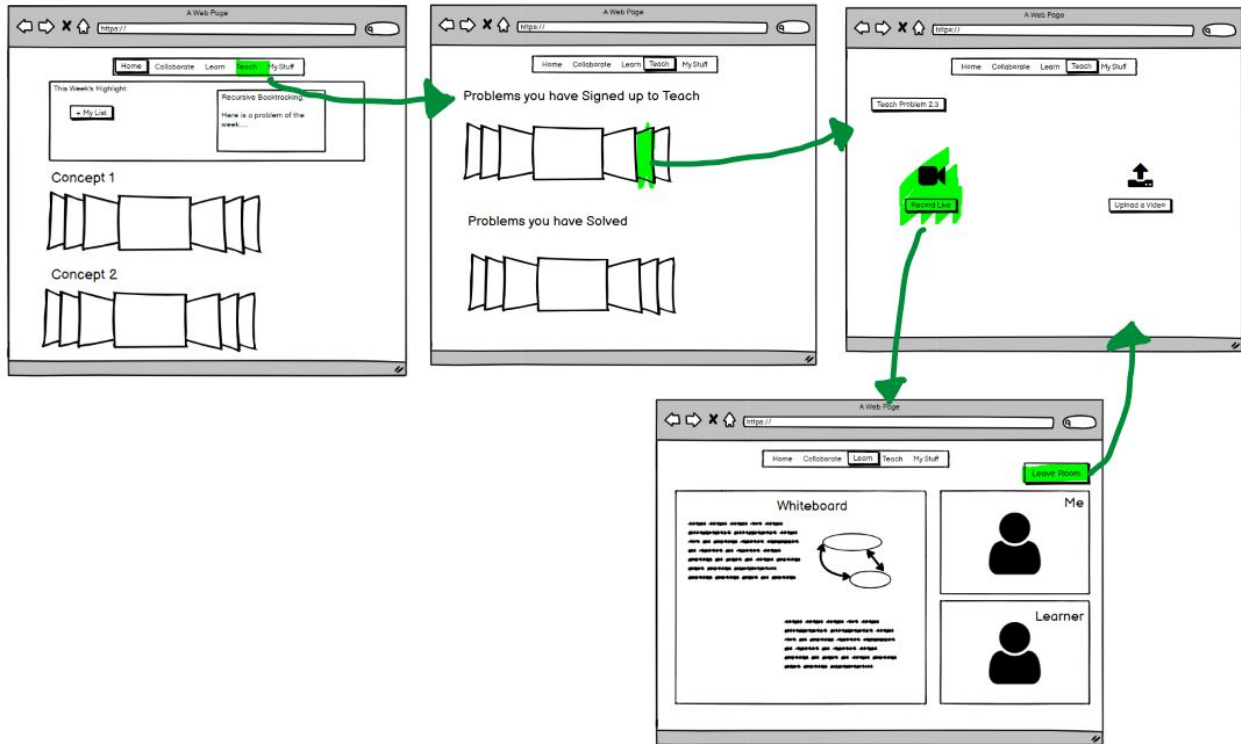 A Web Page
https://
Home Collaborate Learn Teach My Stuff
This Week's Highlight:
+ My List
Recursive Booktracking.
Here is a problem of the
week.....
Concept 1
Concept 2
A Web Page
https://
Home Collaborate Learn Teach My Stuff
Problems you have Signed up to Teach
Problems you have Solved
A Web Page
https://
Home Collaborate Learn Teach My Stuff
Teach Problem 2.3
Record Live
Upload a Video
A Web Page
https://
Home Collaborate Learn Teach My Stuff
Leave Room
Whiteboard
Me
Learner